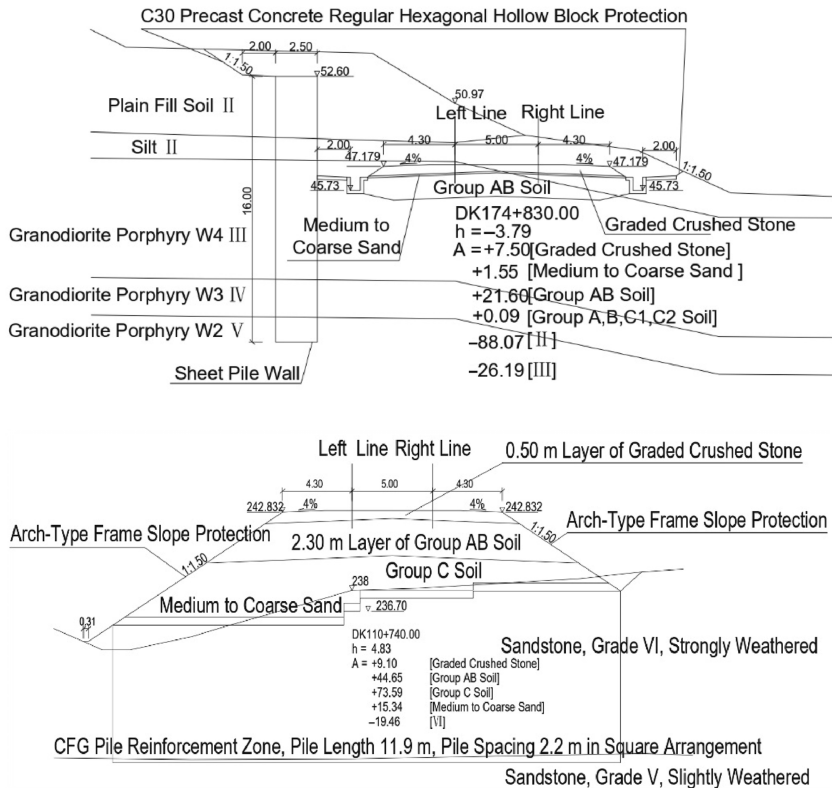 C30 Precast Concrete Regular Hexagonal Hollow Block Protection
2.00 2.50
1:1.50
52.60
Plain Fill Soil Ⅱ
50.97
Left Line Right Line
4.30 5.00 4.30
Silt Ⅱ
2.00
2.00
47.179 4% 4% 47.179
1:1.50
45.73 45.73
Group AB Soil
16.00
Medium to
Coarse Sand
Graded Crushed Stone
DK174+830.00
h = –3.79
A = +7.50[Graded Crushed Stone]
+1.55 [Medium to Coarse Sand ]
+21.60[Group AB Soil]
+0.09 [Group A,B,C1,C2 Soil]
–88.07[Ⅱ]
–26.19[Ⅲ]
Granodiorite Porphyry W4 Ⅲ
Granodiorite Porphyry W3 Ⅳ
Granodiorite Porphyry W2 Ⅴ
Sheet Pile Wall
Left Line Right Line
0.50 m Layer of Graded Crushed Stone
4.30 5.00 4.30
242.832 4% 4% 242.832
Arch-Type Frame Slope Protection
1:1.50
1:1.50
Arch-Type Frame Slope Protection
2.30 m Layer of Group AB Soil
Group C Soil
238
Medium to Coarse Sand
236.70
0.31
DK110+740.00
h = 4.83
A = +9.10 [Graded Crushed Stone]
+44.65 [Group AB Soil]
+73.59 [Group C Soil]
+15.34 [Medium to Coarse Sand]
–19.46 [Ⅵ]
Sandstone, Grade VI, Strongly Weathered
CFG Pile Reinforcement Zone, Pile Length 11.9 m, Pile Spacing 2.2 m in Square Arrangement
Sandstone, Grade V, Slightly Weathered